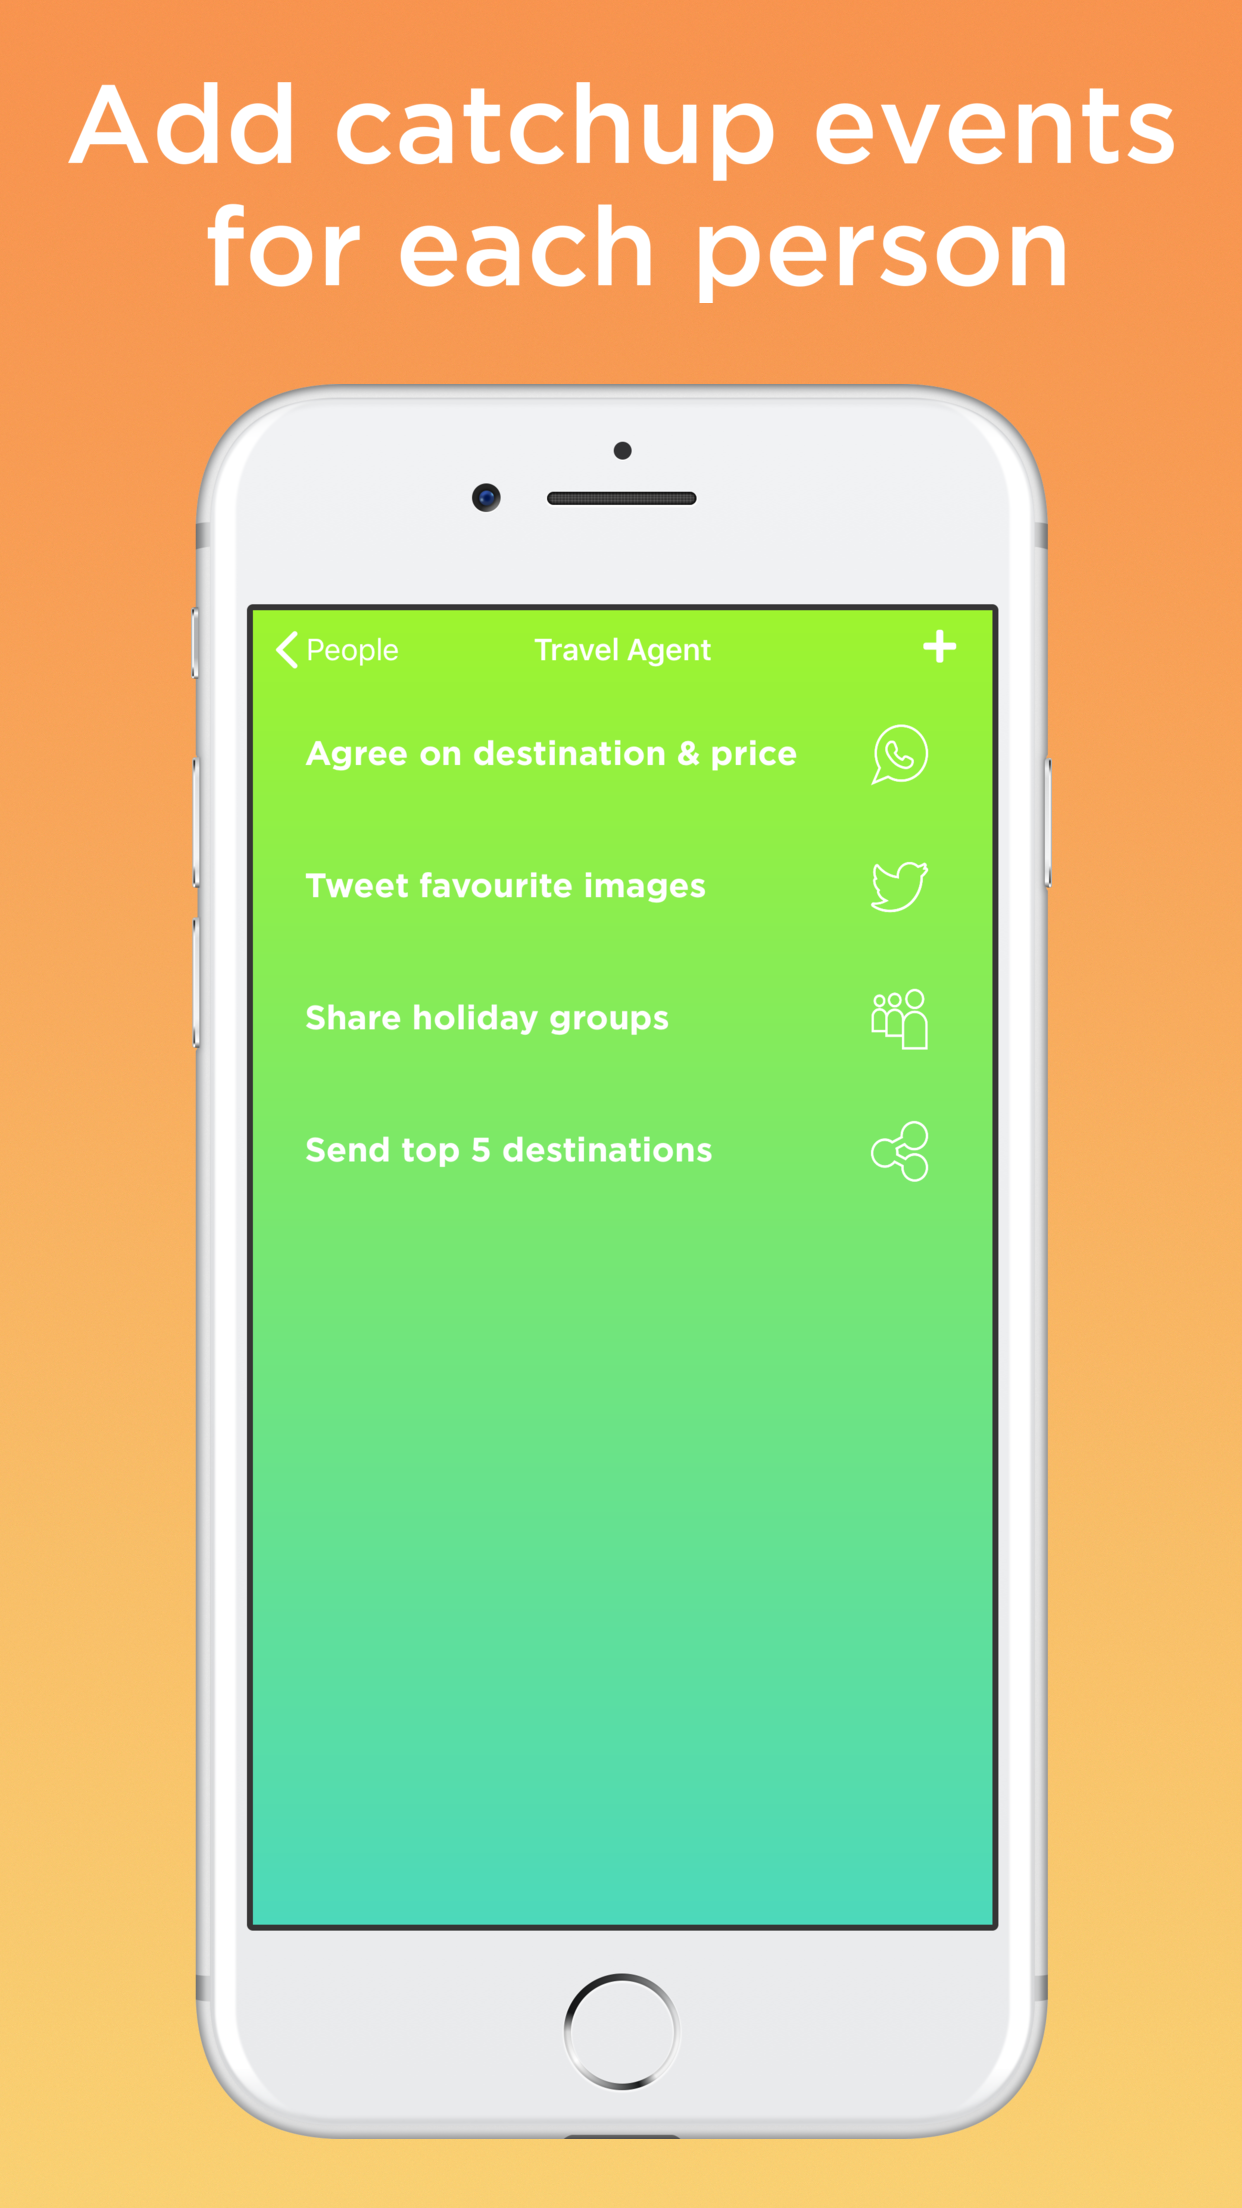 Add catchup events
for each person
People
Travel Agent
Agree on destination & price
Tweet favourite images
Share holiday groups
Send top 5 destinations